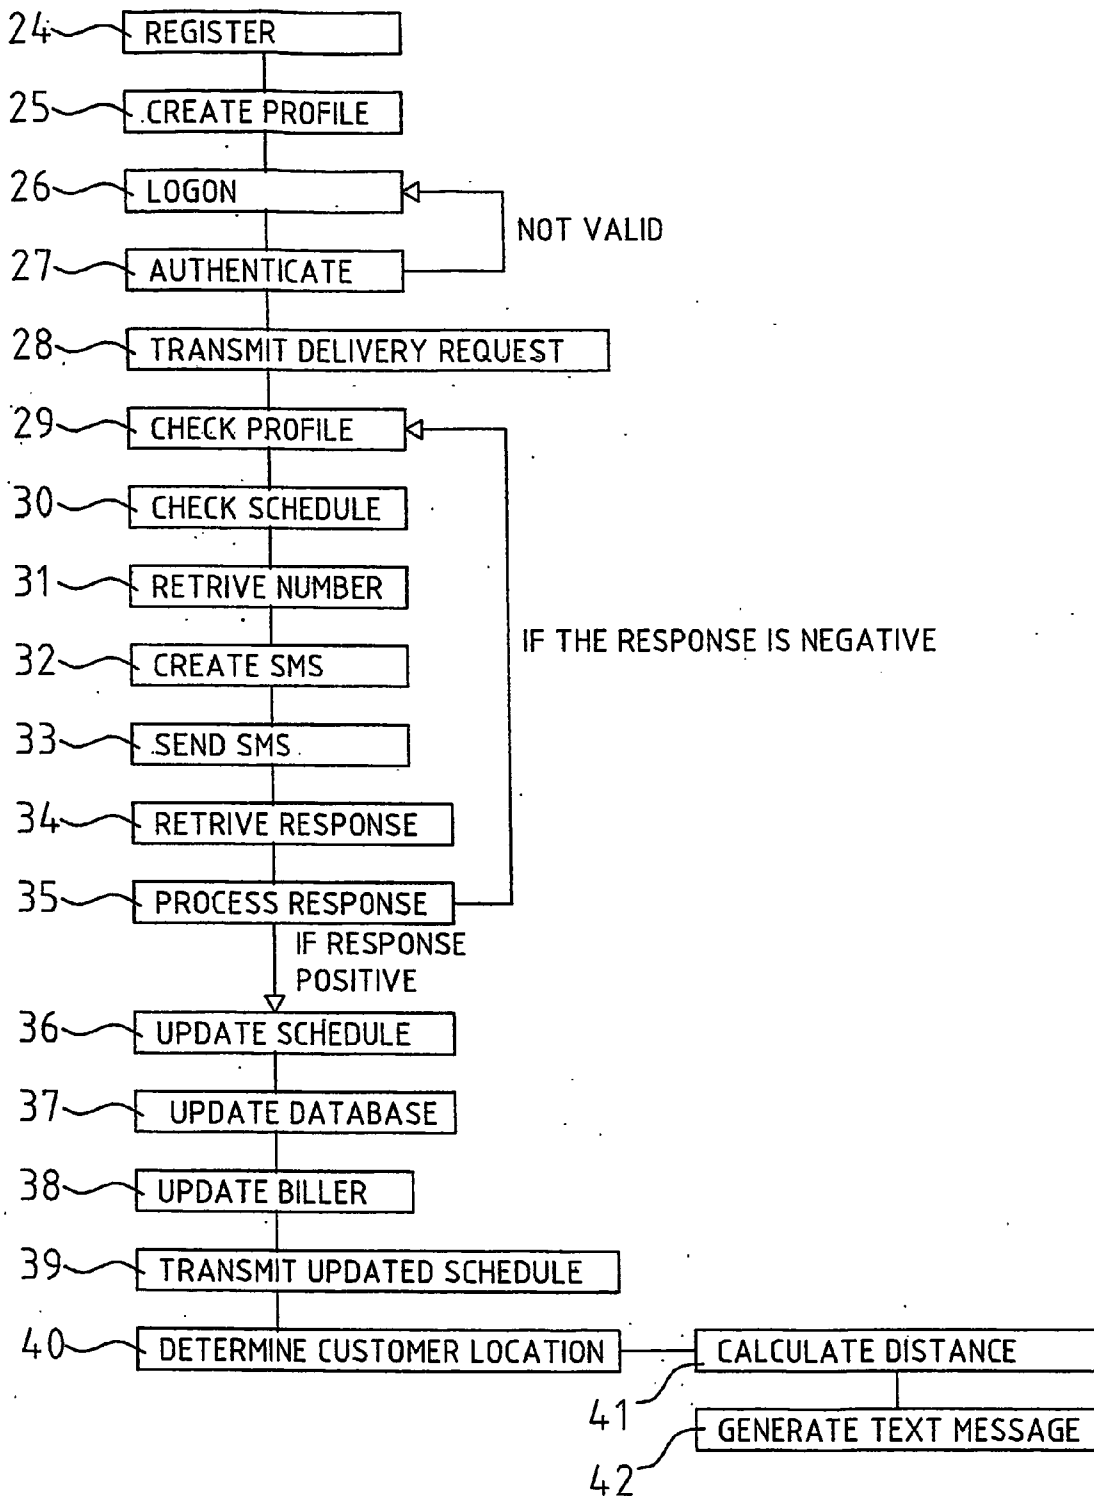 24 REGISTER
25 CREATE PROFILE
26 LOGON
NOT VALID
27 AUTHENTICATE
28 TRANSMIT DELIVERY REQUEST
29 CHECK PROFILE
30 CHECK SCHEDULE
31 RETRIVE NUMBER
IF THE RESPONSE IS NEGATIVE
32 CREATE SMS
33 SEND SMS
34 RETRIVE RESPONSE
35 PROCESS RESPONSE
IF RESPONSE
POSITIVE
36 UPDATE SCHEDULE
37 UPDATE DATABASE
38 UPDATE BILLER
39 TRANSMIT UPDATED SCHEDULE
40 DETERMINE CUSTOMER LOCATION
CALCULATE DISTANCE
41
GENERATE TEXT MESSAGE
42